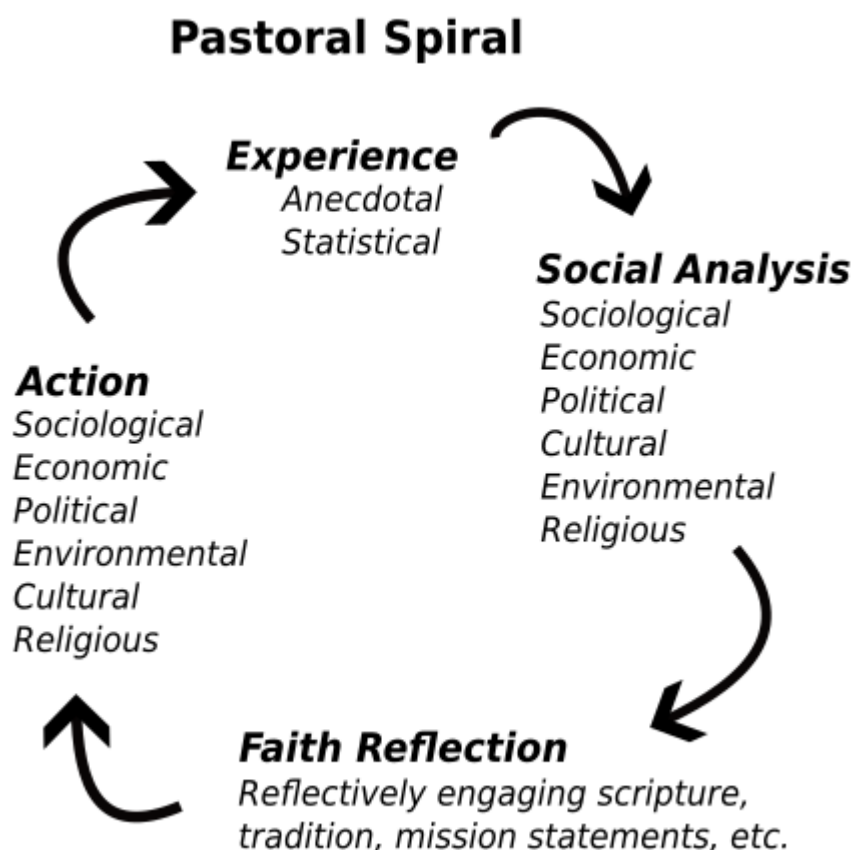 Pastoral Spiral
Experience
Anecdotal
Statistical
Social Analysis
Sociological
Economic
Political
Cultural
Environmental
Religious
Faith Reflection
Reflectively engaging scripture,
tradition, mission statements, etc.
Action
Sociological
Economic
Political
Environmental
Cultural
Religious